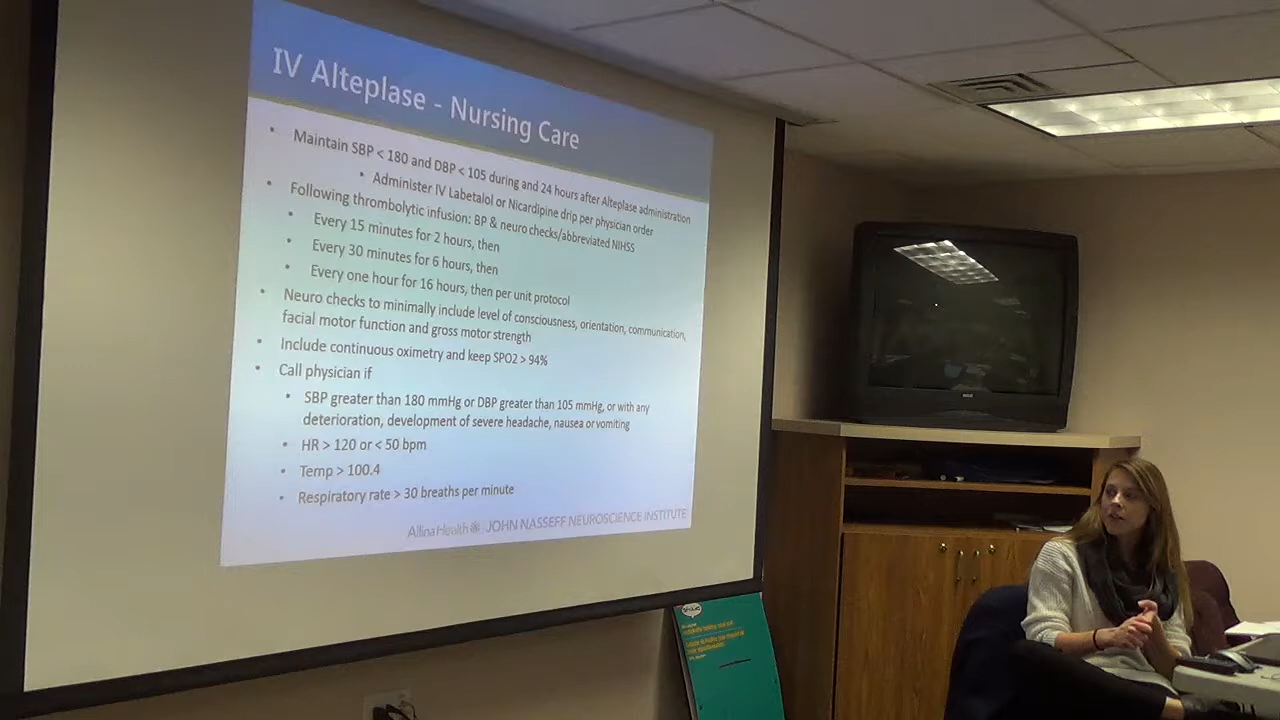 IV Alteplase - Nursing Care
• Maintain SBP < 180 and DBP < 105 during and 24 hours after Alteplase administration
• Administer IV Labetalol or Nicardipine drip per physician order
• Following thrombolytic infusion: BP & neuro checks/abbreviated NIHSS
• Every 15 minutes for 2 hours, then
• Every 30 minutes for 6 hours, then
• Every one hour for 16 hours, then per unit protocol
• Neuro checks to minimally include level of consciousness, orientation, communication,
facial motor function and gross motor strength
• Include continuous oximetry and keep SPO2 > 94%
• Call physician if
• SBP greater than 180 mmHg or DBP greater than 105 mmHg, or with any
deterioration, development of severe headache, nausea or vomiting
• HR > 120 or < 50 bpm
• Temp > 100.4
• Respiratory rate > 30 breaths per minute
Allina Health JOHN NASSEFF NEUROSCIENCE INSTITUTE
RCA